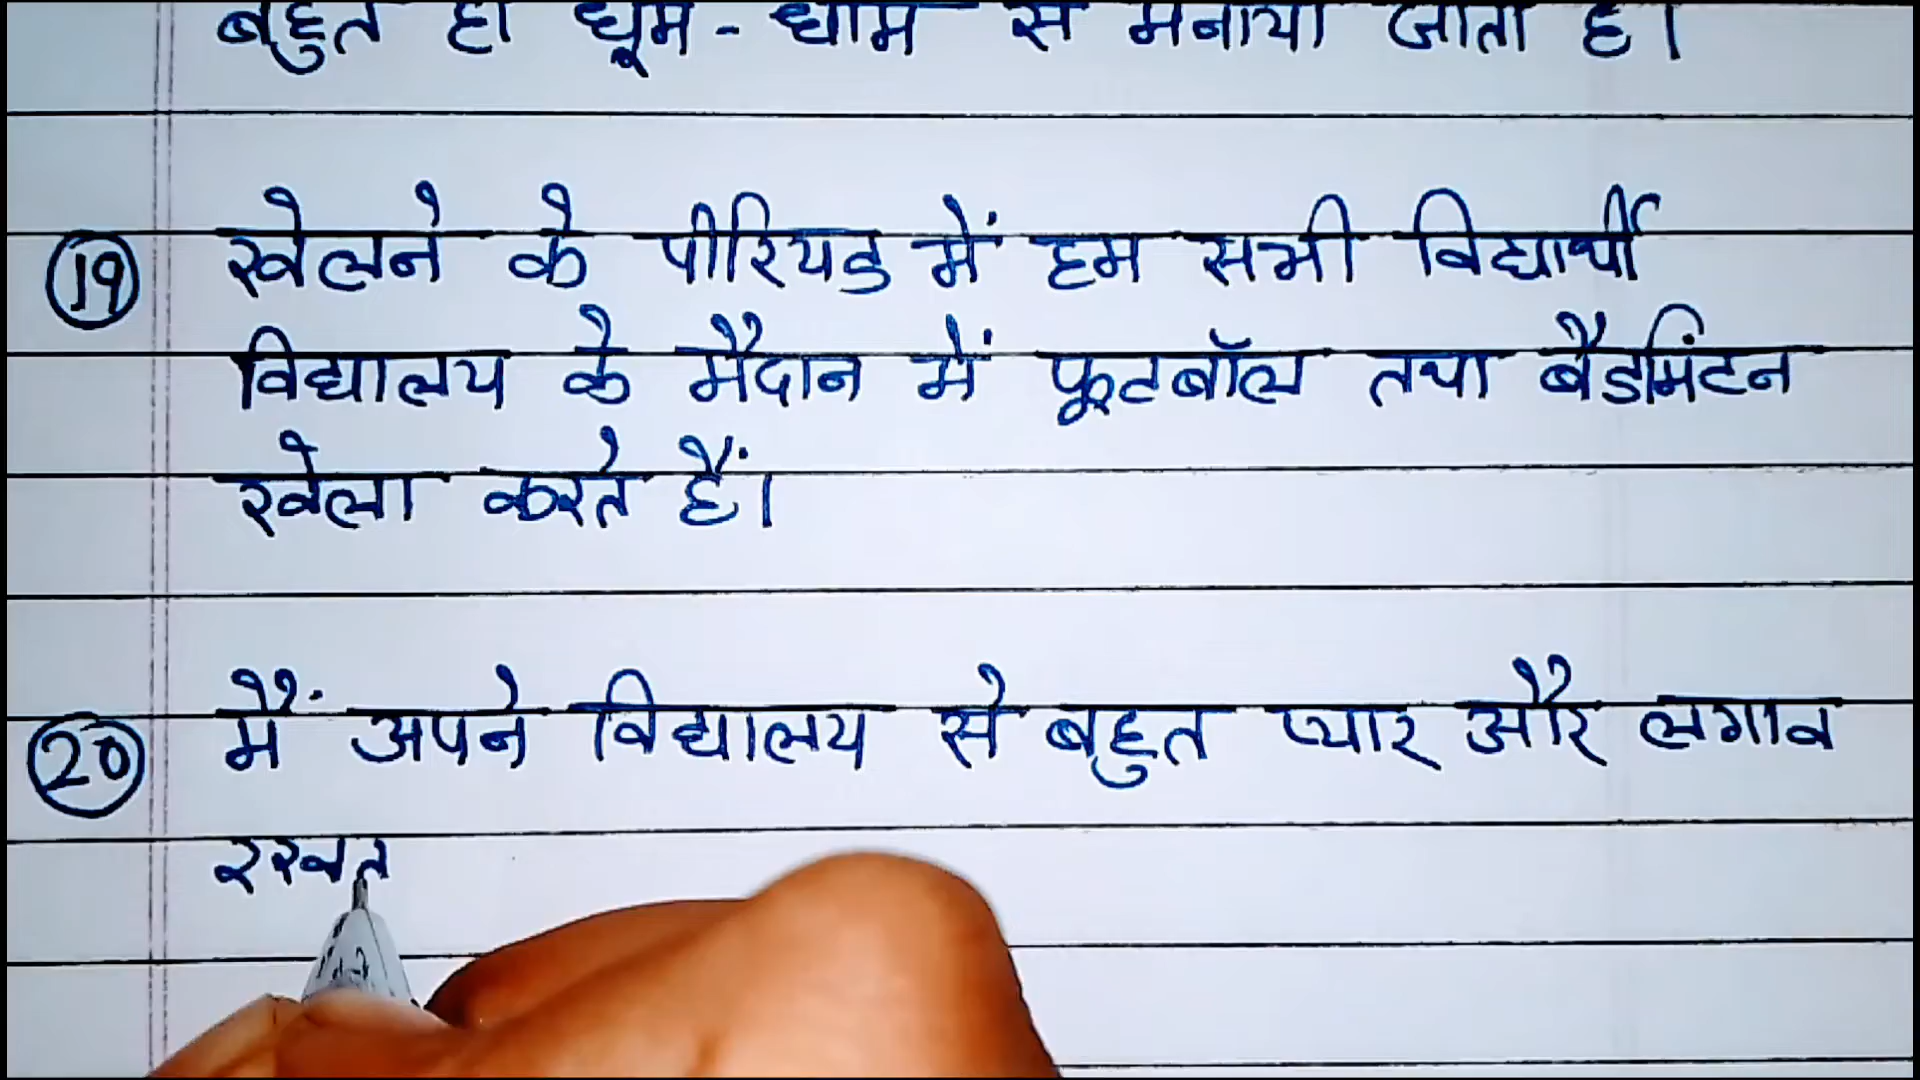 बहुत ही धूम-धाम से मनाया जाता है।
19 खेलने के पीरियड में हम सभी विद्यार्थी
विद्यालय के मैदान में फूटबॉल तथा बैडमिंटन
खेला करते हैं।
20 मैं अपने विद्यालय से बहुत प्यार और लगाव
रखत